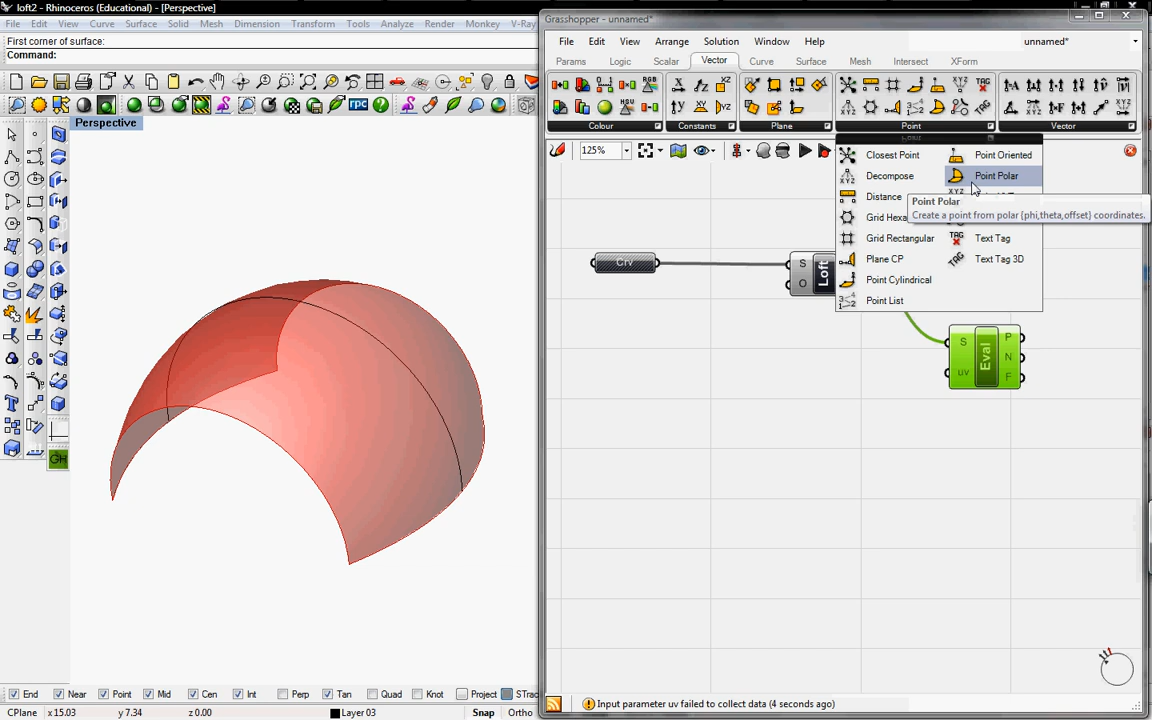 loft2 - Rhinoceros (Educational) - [Perspective]
File Edit View Curve Surface Solid Mesh Dimension Transform Tools Analyze Render Monkey V-Ray
First corner of surface:
Command:
rpc
Perspective
GH
End Near Point Mid Cen Int Perp Tan Quad Knot Project STrac
CPlane x 15.03 y 7.34 z 0.00 Layer 03 Snap Ortho
Grasshopper - unnamed*
File Edit View Arrange Solution Window Help unnamed*
Params Logic Scalar Vector Curve Surface Mesh Intersect XForm
Colour Constants Plane Point Vector
125%
Closest Point Point Oriented
Decompose Point Polar
Distance
Grid Hexa
Grid Rectangular Text Tag
Plane CP Text Tag 3D
Point Cylindrical
Point List
Point Polar
Create a point from polar {phi,theta,offset} coordinates.
Crv
S
O
Loft
S
uv
Eval
P
N
F
Input parameter uv failed to collect data (4 seconds ago)